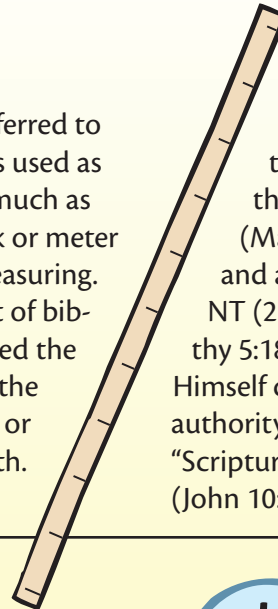 ferred to
s used as
much as
k or meter
easuring.
t of bib-
ed the
the
or
th.
t
th
(Ma
and a
NT (2
thy 5:18
Himself
authority
“Scriptur
(John 10: